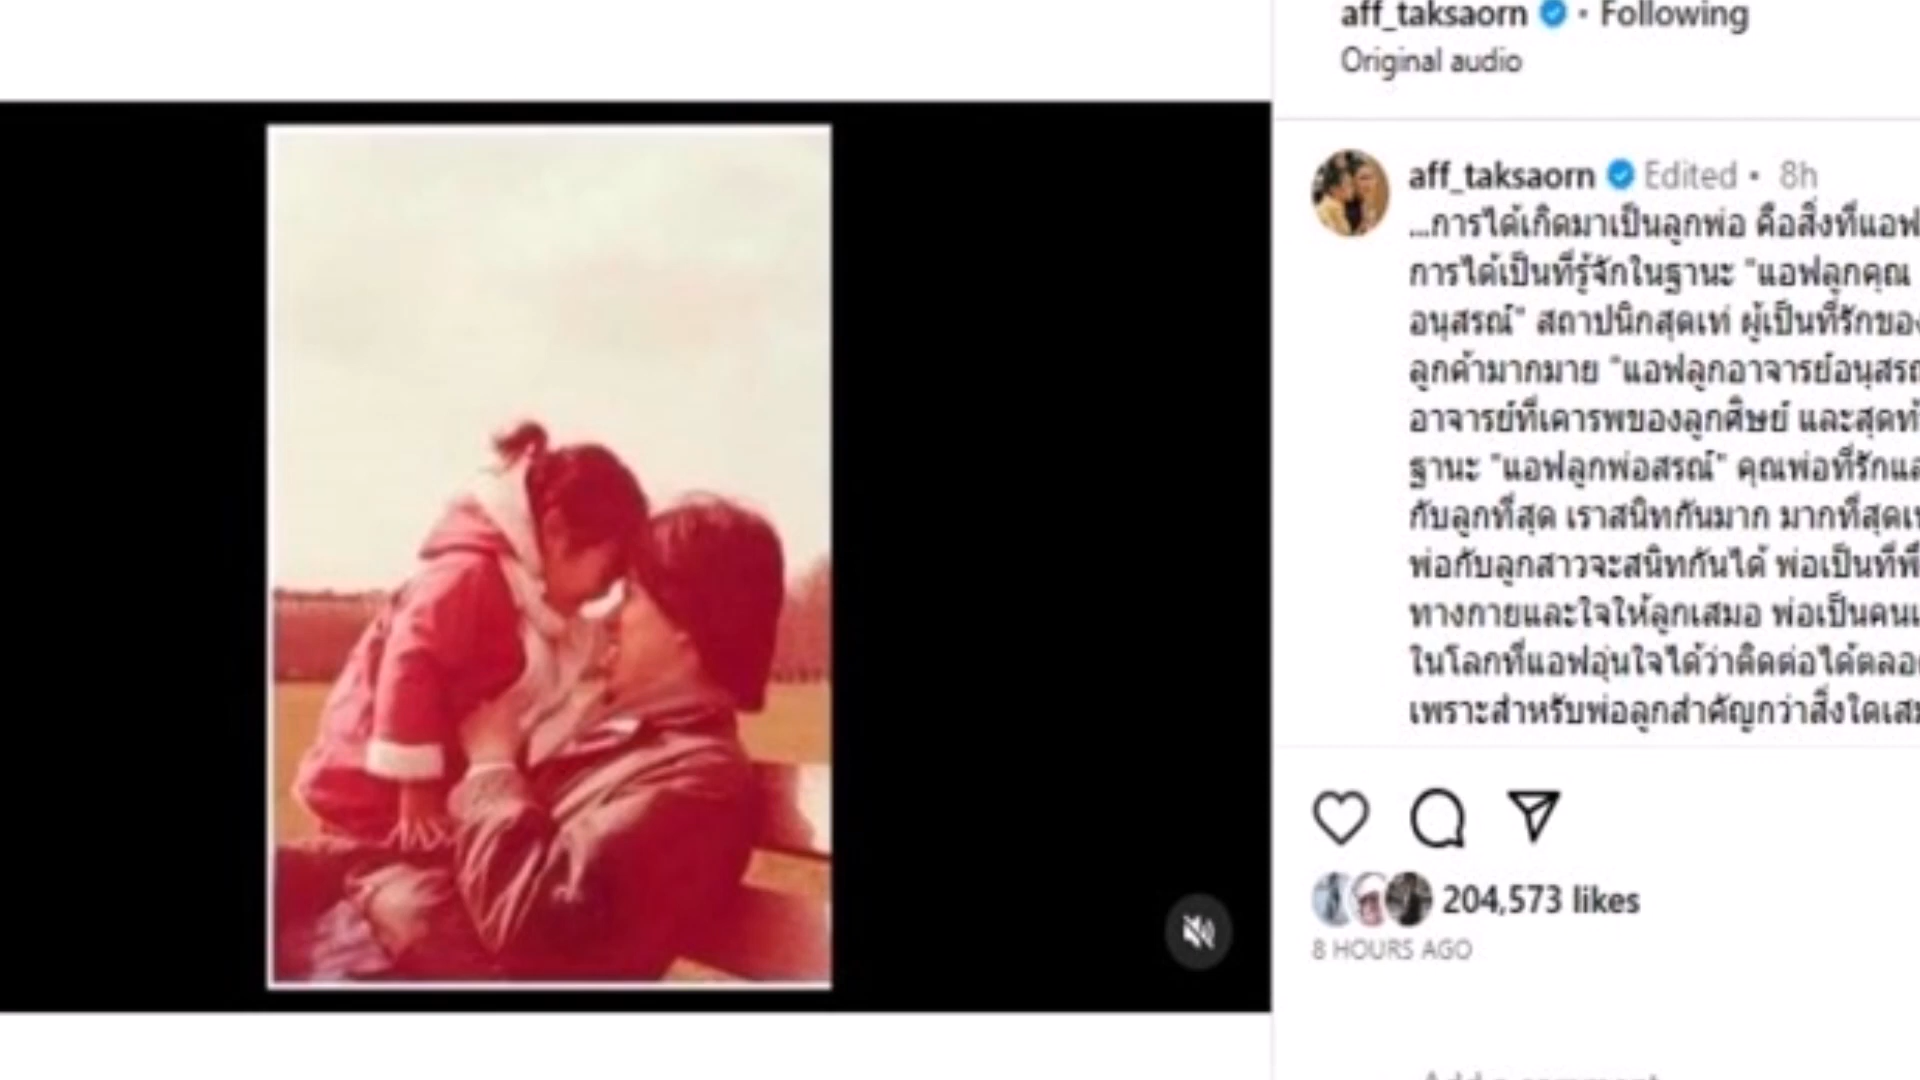 aff_taksaorn • Following
Original audio
aff_taksaorn Edited • 8h
...การได้เกิดมาเป็นลูกพ่อ คือสิ่งที่แอฟ
การได้เป็นที่รู้จักในฐานะ "แอฟลูกคุณ
อนุสรณ์" สถาปนิกสุดเท่ ผู้เป็นที่รักของ
ลูกค้ามากมาย "แอฟลูกอาจารย์อนุสรณ
อาจารย์ที่เคารพของลูกศิษย์ และสุดท้
ฐานะ "แอฟลูกพ่อสรณ์" คุณพ่อที่รักแล
กับลูกที่สุด เราสนิทกันมาก มากที่สุดเท
พ่อกับลูกสาวจะสนิทกันได้ พ่อเป็นที่พึ
ทางกายและใจให้ลูกเสมอ พ่อเป็นคนเ
ในโลกที่แอฟอุ่นใจได้ว่าติดต่อได้ตลอด
เพราะสำหรับพ่อลูกสำคัญกว่าสิ่งใดเสม
204,573 likes
8 HOURS AGO
Add a comment